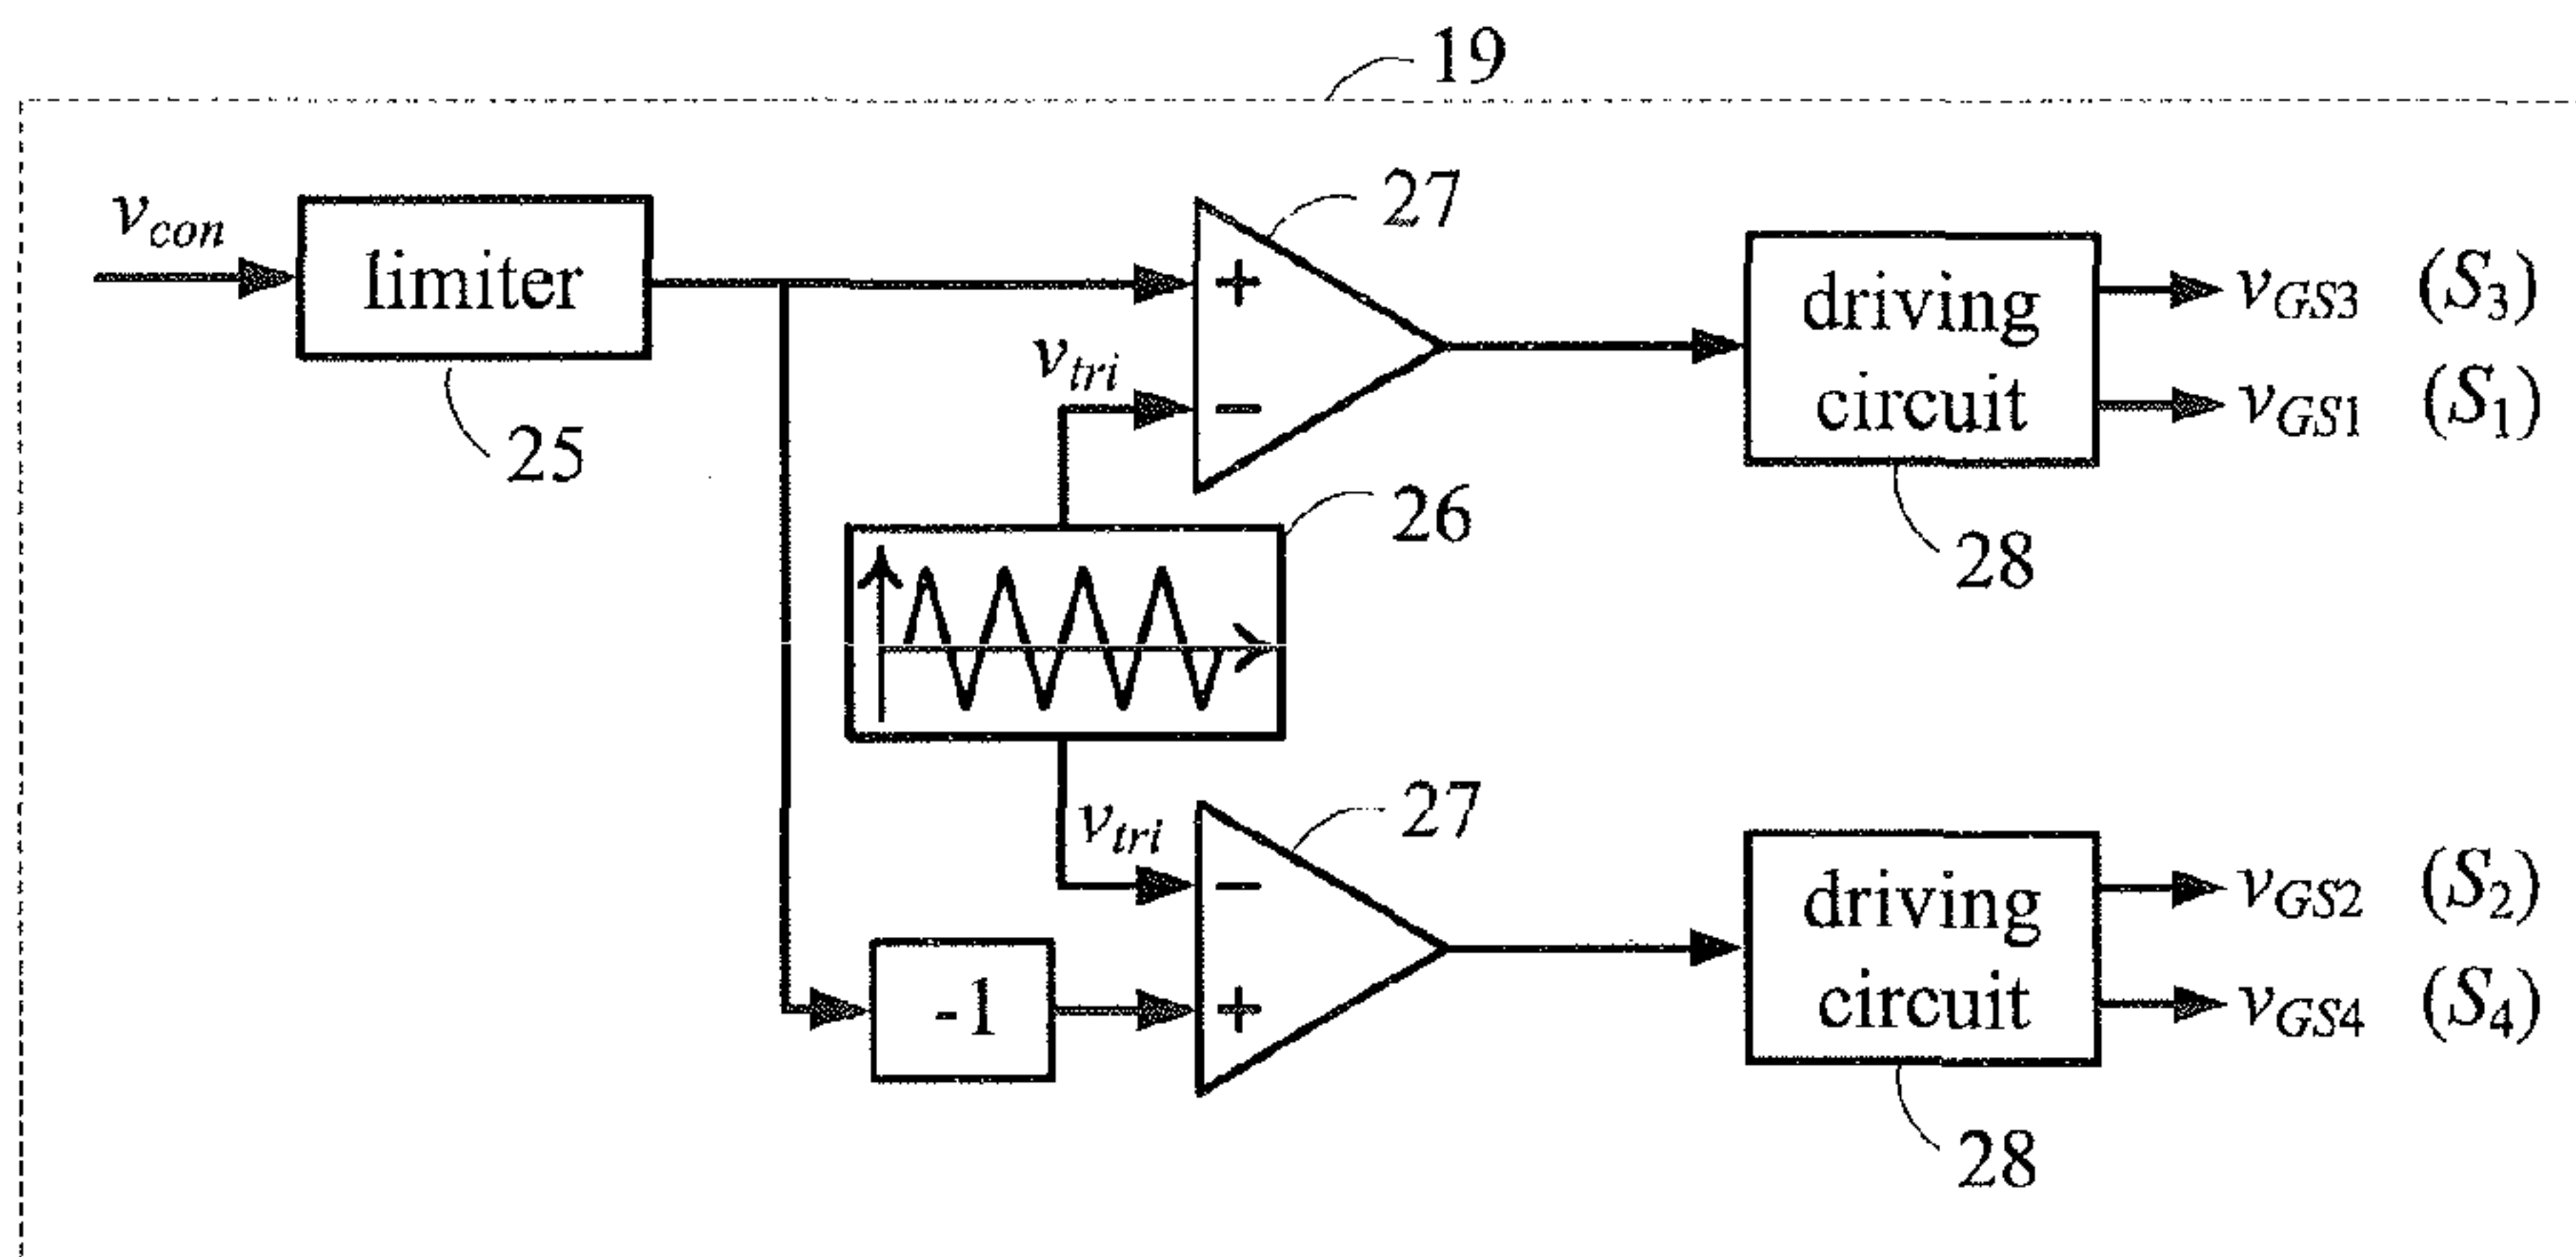 19
v_con
limiter
25
27
+
v_tri
−
driving
circuit
v_GS3 (S_3)
v_GS1 (S_1)
28
26
27
v_tri
−
+
-1
driving
circuit
v_GS2 (S_2)
v_GS4 (S_4)
28